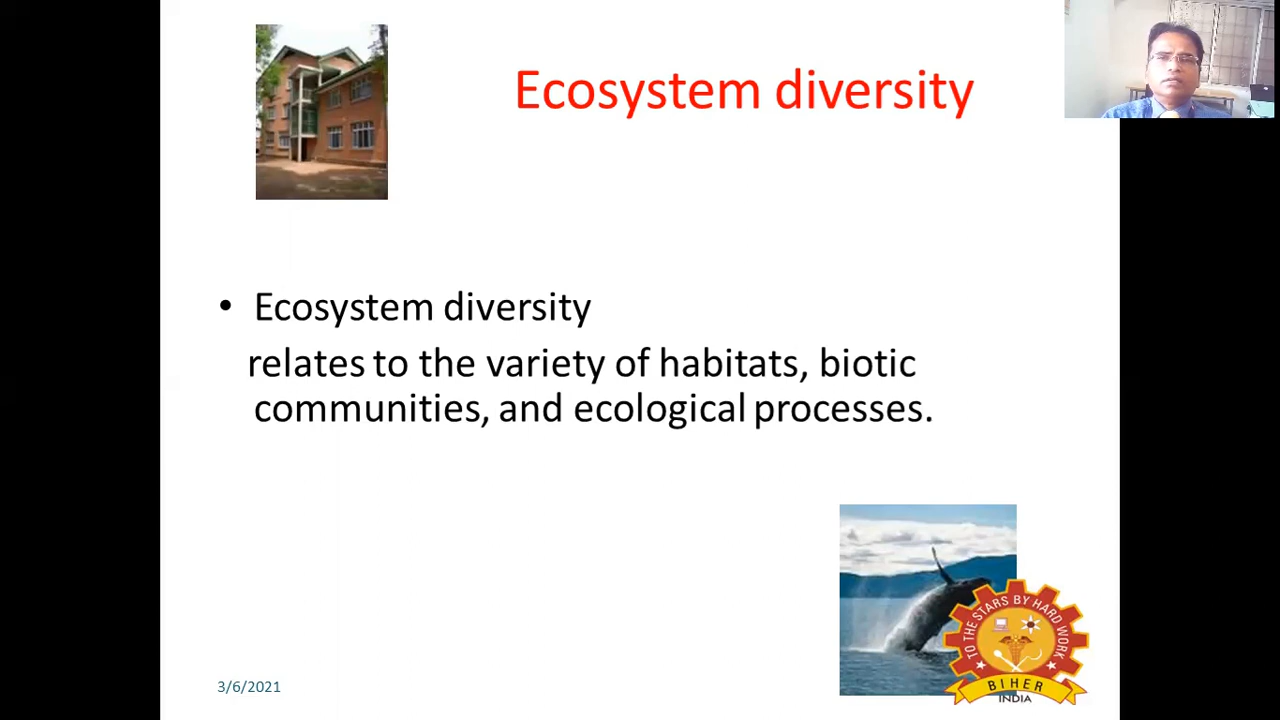 Ecosystem diversity
• Ecosystem diversity
relates to the variety of habitats, biotic
communities, and ecological processes.
TO THE STARS BY HARD WORK
BIHER
INDIA
3/6/2021